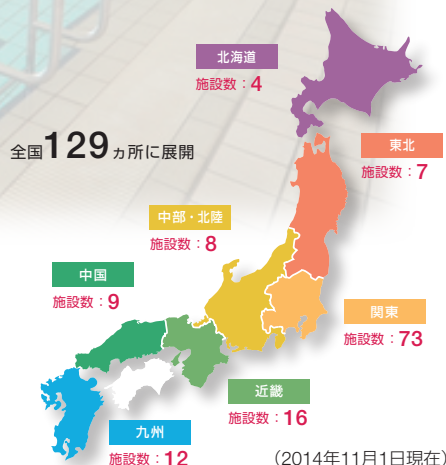 北海道
施設数：4
全国129ヵ所に展開
東北
施設数：7
中部・北陸
施設数：8
中国
施設数：9
関東
施設数：73
近畿
施設数：16
九州
施設数：12
（2014年11月1日現在）